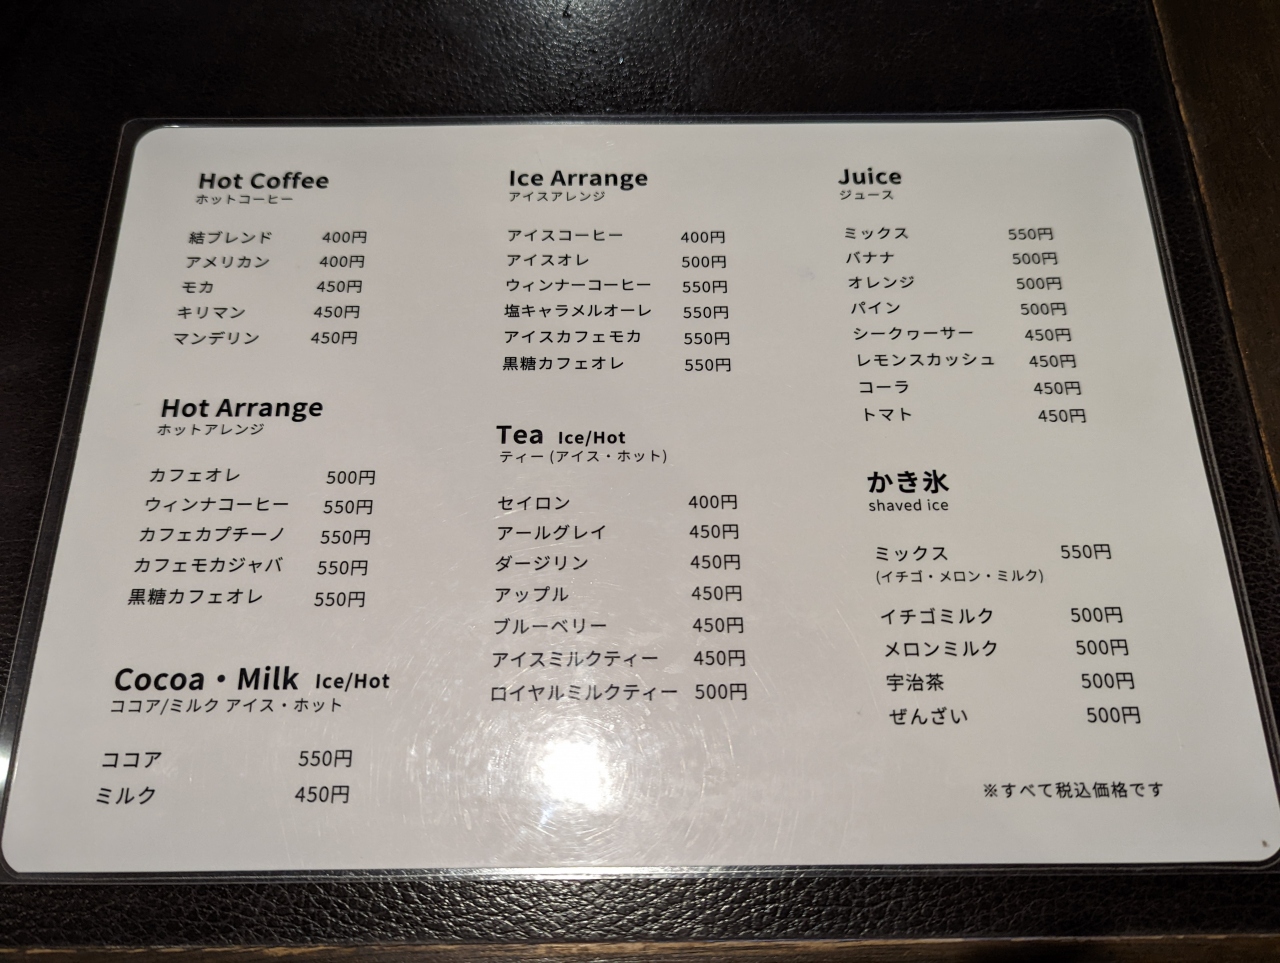 Hot Coffee
ホットコーヒー
結ブレンド 400円
アメリカン 400円
モカ 450円
キリマン 450円
マンデリン 450円
Hot Arrange
ホットアレンジ
カフェオレ 500円
ウィンナコーヒー 550円
カフェカプチーノ 550円
カフェモカジャバ 550円
黒糖カフェオレ 550円
Cocoa・Milk Ice/Hot
ココア/ミルク アイス・ホット
ココア 550円
ミルク 450円
Ice Arrange
アイスアレンジ
アイスコーヒー 400円
アイスオレ 500円
ウィンナーコーヒー 550円
塩キャラメルオーレ 550円
アイスカフェモカ 550円
黒糖カフェオレ 550円
Tea Ice/Hot
ティー (アイス・ホット)
セイロン 400円
アールグレイ 450円
ダージリン 450円
アップル 450円
ブルーベリー 450円
アイスミルクティー 450円
ロイヤルミルクティー 500円
Juice
ジュース
ミックス 550円
バナナ 500円
オレンジ 500円
パイン 500円
シークヮーサー 450円
レモンスカッシュ 450円
コーラ 450円
トマト 450円
かき氷
shaved ice
ミックス 550円
(イチゴ・メロン・ミルク)
イチゴミルク 500円
メロンミルク 500円
宇治茶 500円
ぜんざい 500円
※すべて税込価格です